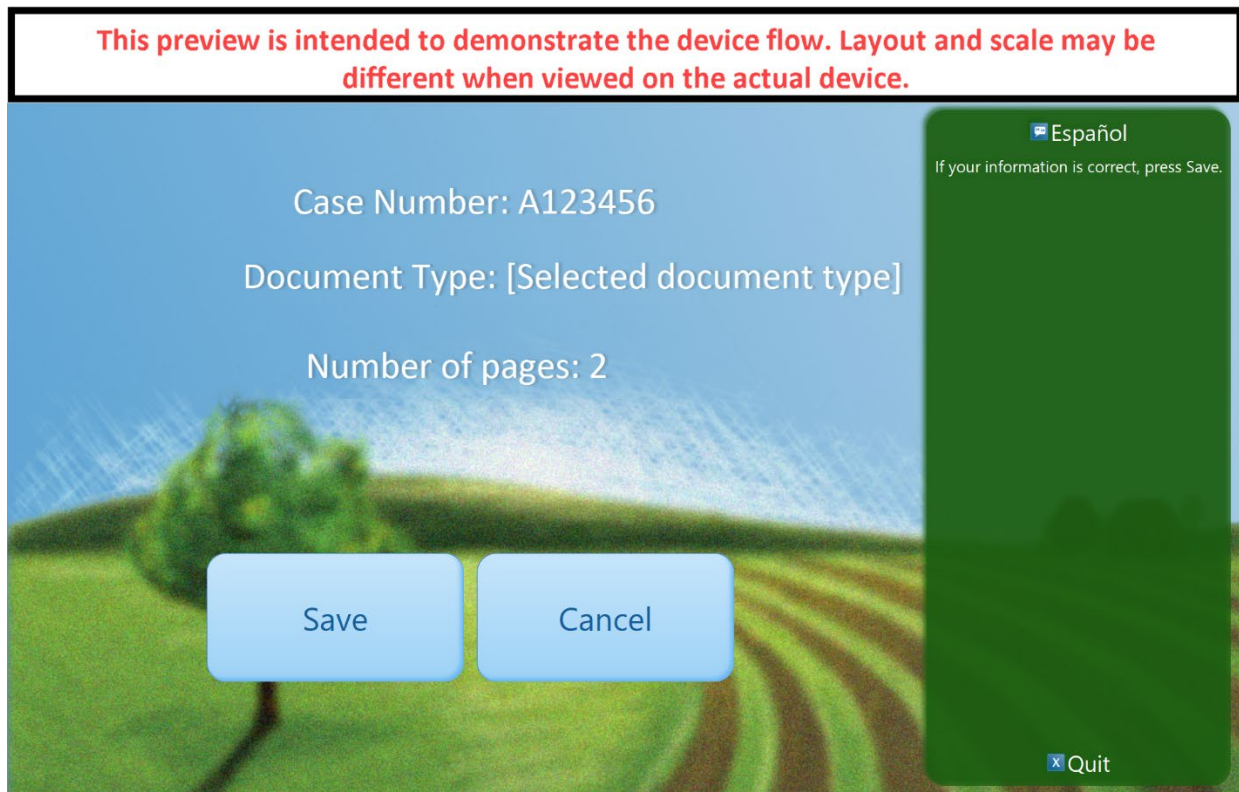 This preview is intended to demonstrate the device flow. Layout and scale may be
different when viewed on the actual device.
Case Number: A123456
Document Type: [Selected document type]
Number of pages: 2
Save
Cancel
Español
If your information is correct, press Save.
X Quit